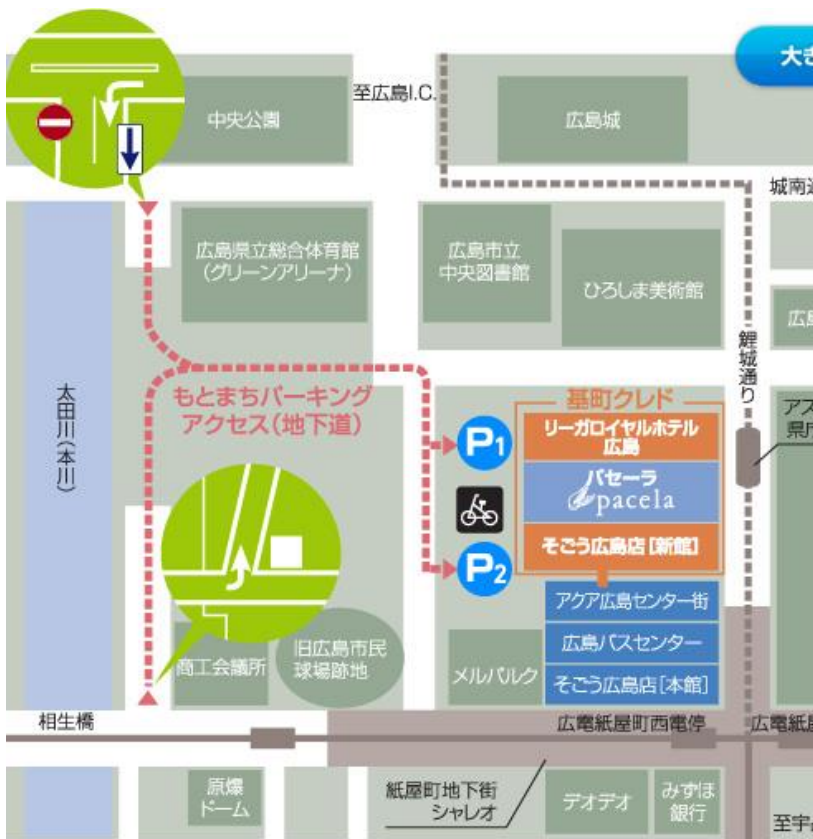 大き
至広島I.C.
中央公園
広島城
城南通
広島県立総合体育館
（グリーンアリーナ）
広島市立
中央図書館
ひろしま美術館
広島
鯉城通り
太田川（本川）
もとまちパーキング
アクセス（地下道）
基町クレド
P1
リーガロイヤルホテル
広島
アス
県庁
パセーラ
pacela
そごう広島店［新館］
P2
アクア広島センター街
広島バスセンター
そごう広島店［本館］
メルパルク
商工会議所
旧広島市民
球場跡地
相生橋
広電紙屋町西電停
広電紙屋
原爆
ドーム
紙屋町地下街
シャレオ
デオデオ
みずほ
銀行
至宇